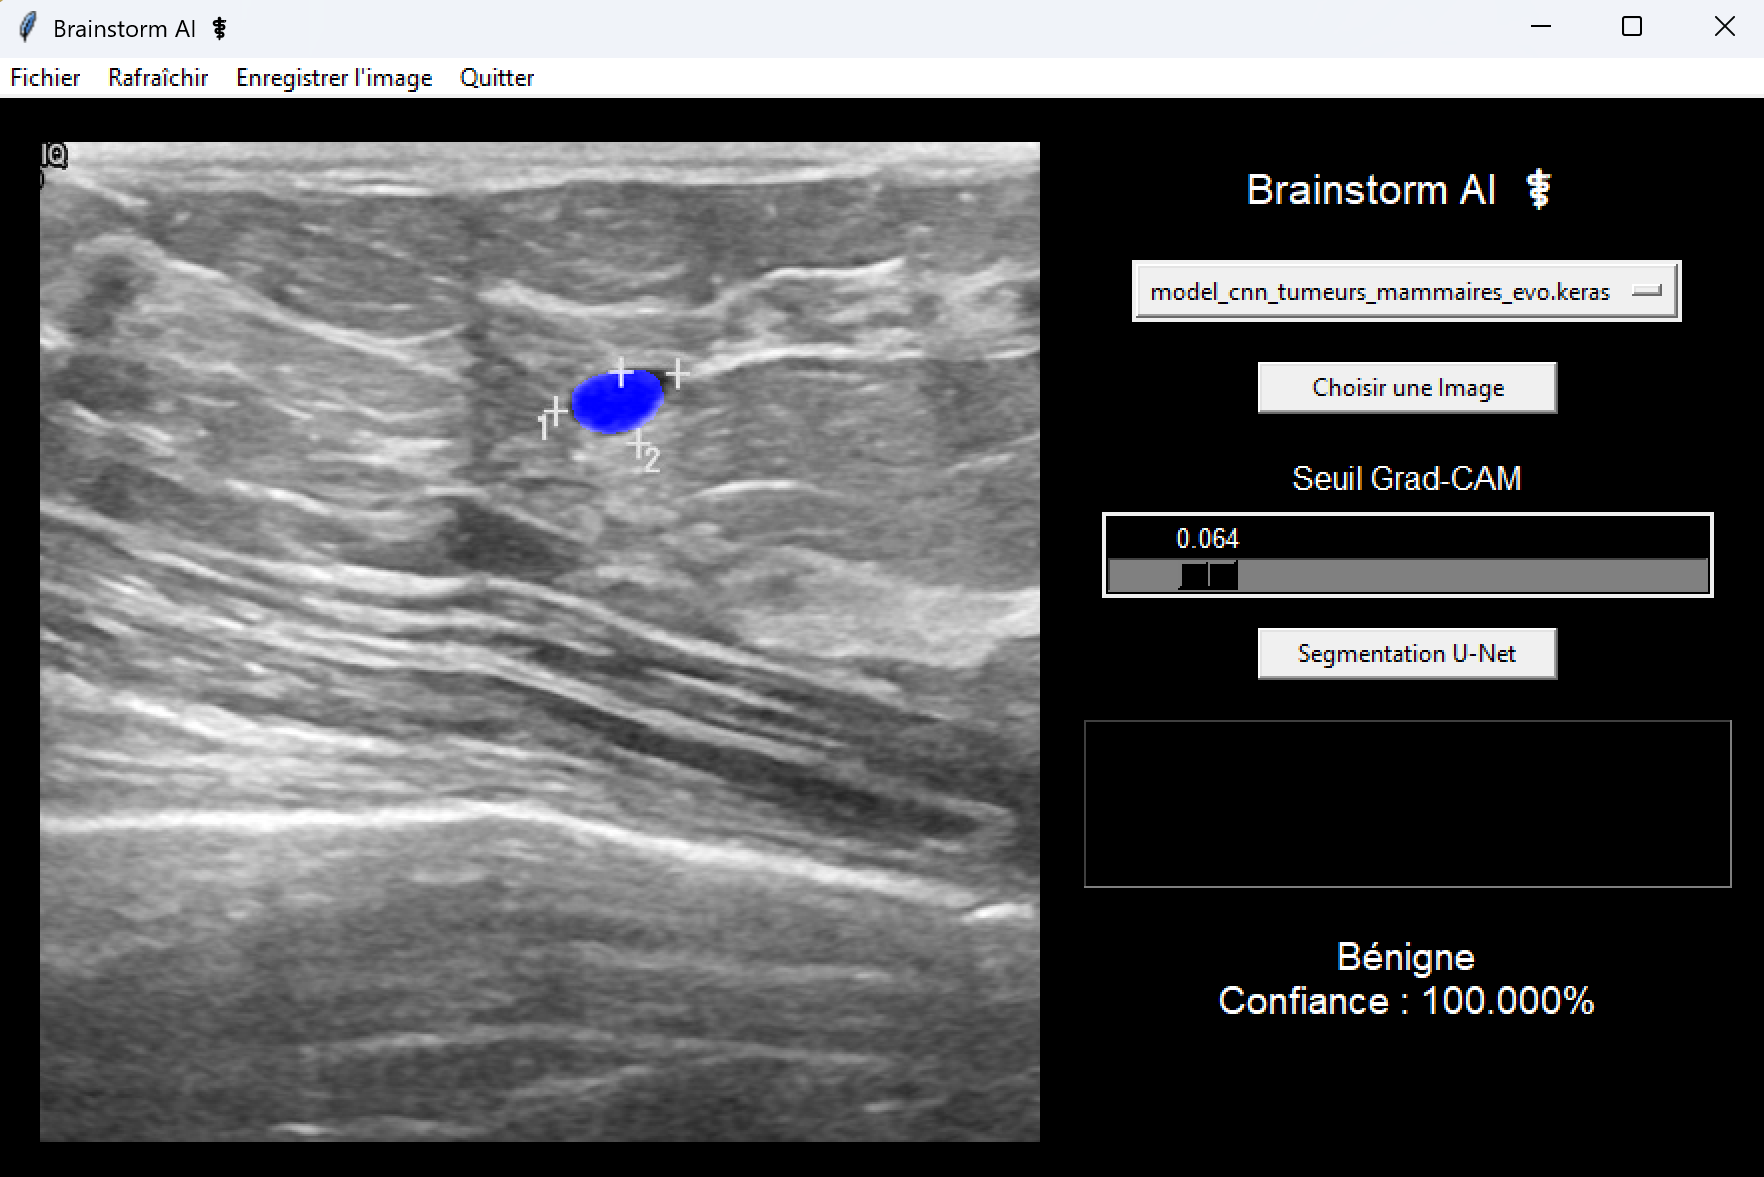 Brainstorm AI ⚕
Fichier Rafraîchir Enregistrer l'image Quitter
IQ
1
2
Brainstorm AI ⚕
model_cnn_tumeurs_mammaires_evo.keras
Choisir une Image
Seuil Grad-CAM
0.064
Segmentation U-Net
Bénigne
Confiance : 100.000%